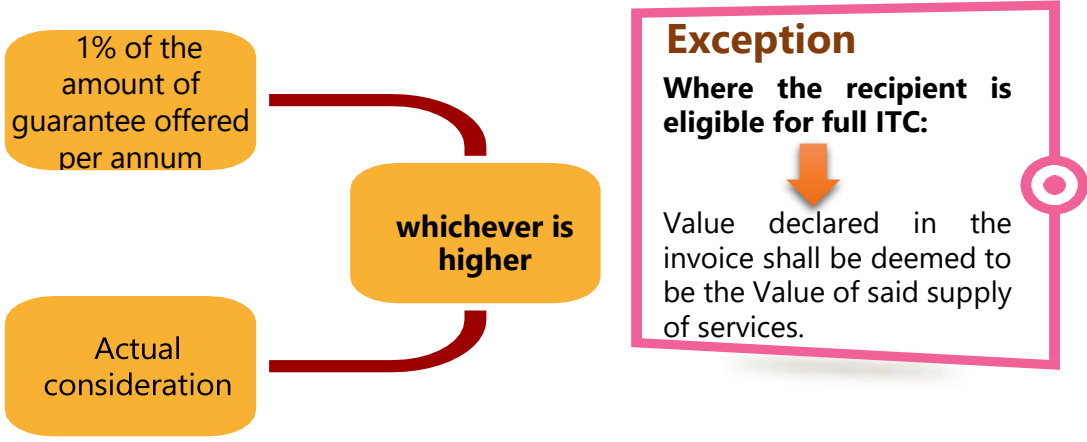 1% of the
amount of
guarantee offered
per annum
whichever is
higher
Actual
consideration
Exception
Where the recipient is
eligible for full ITC:
Value declared in the
invoice shall be deemed to
be the Value of said supply
of services.